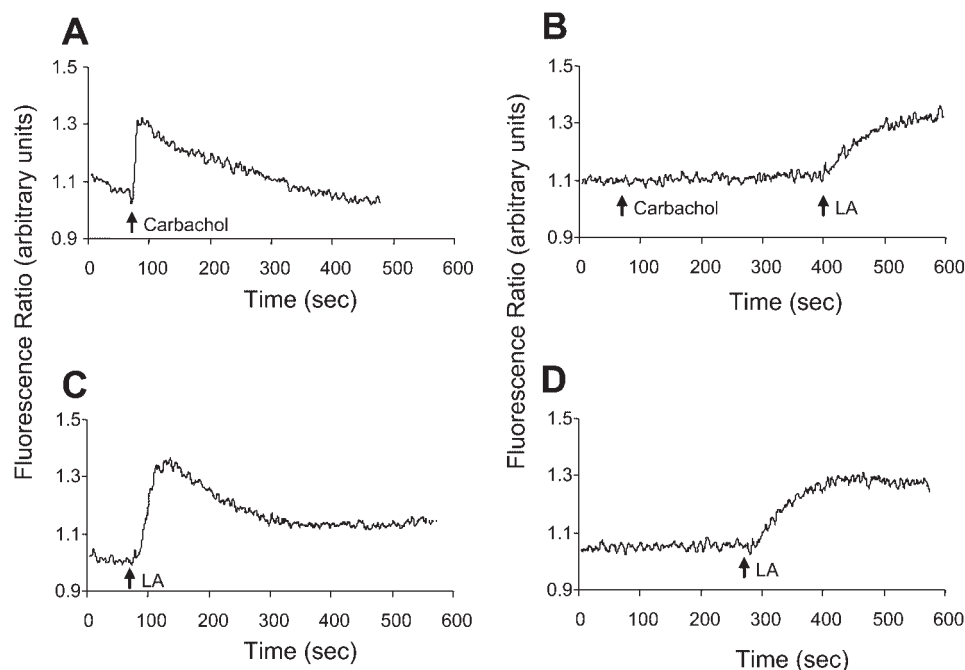 A
Fluorescence Ratio (arbitrary units)
1.5
1.3
1.1
0.9
Carbachol
0 100 200 300 400 500 600
Time (sec)
B
Fluorescence Ratio (arbitrary units)
1.5
1.3
1.1
0.9
Carbachol
LA
0 100 200 300 400 500 600
Time (sec)
C
1.5
1.3
1.1
0.9
LA
0 100 200 300 400 500 600
Time (sec)
D
1.5
1.3
1.1
0.9
LA
0 100 200 300 400 500 600
Time (sec)